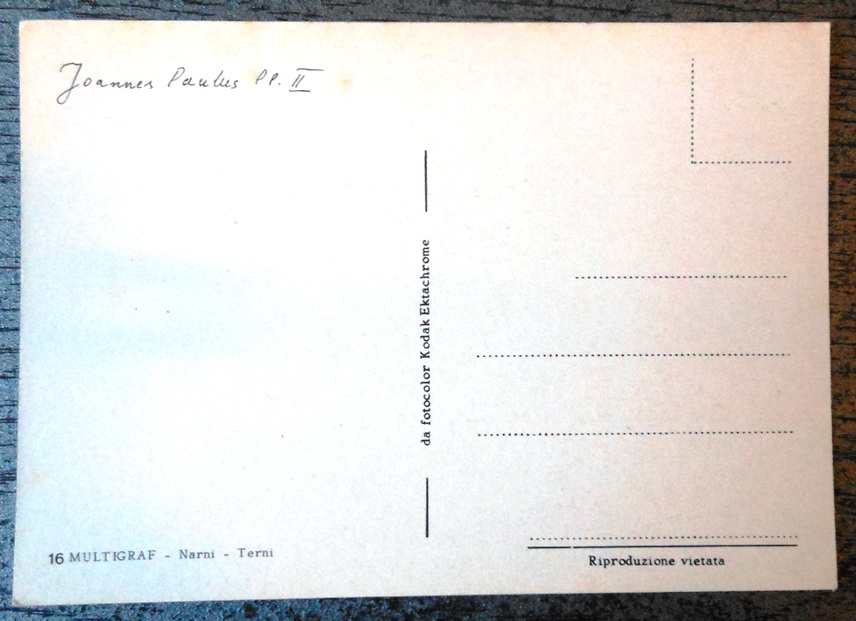 Joannes Paulus PP. II
da fotocolor Kodak Ektachrome
16 MULTIGRAF - Narni - Terni
Riproduzione vietata